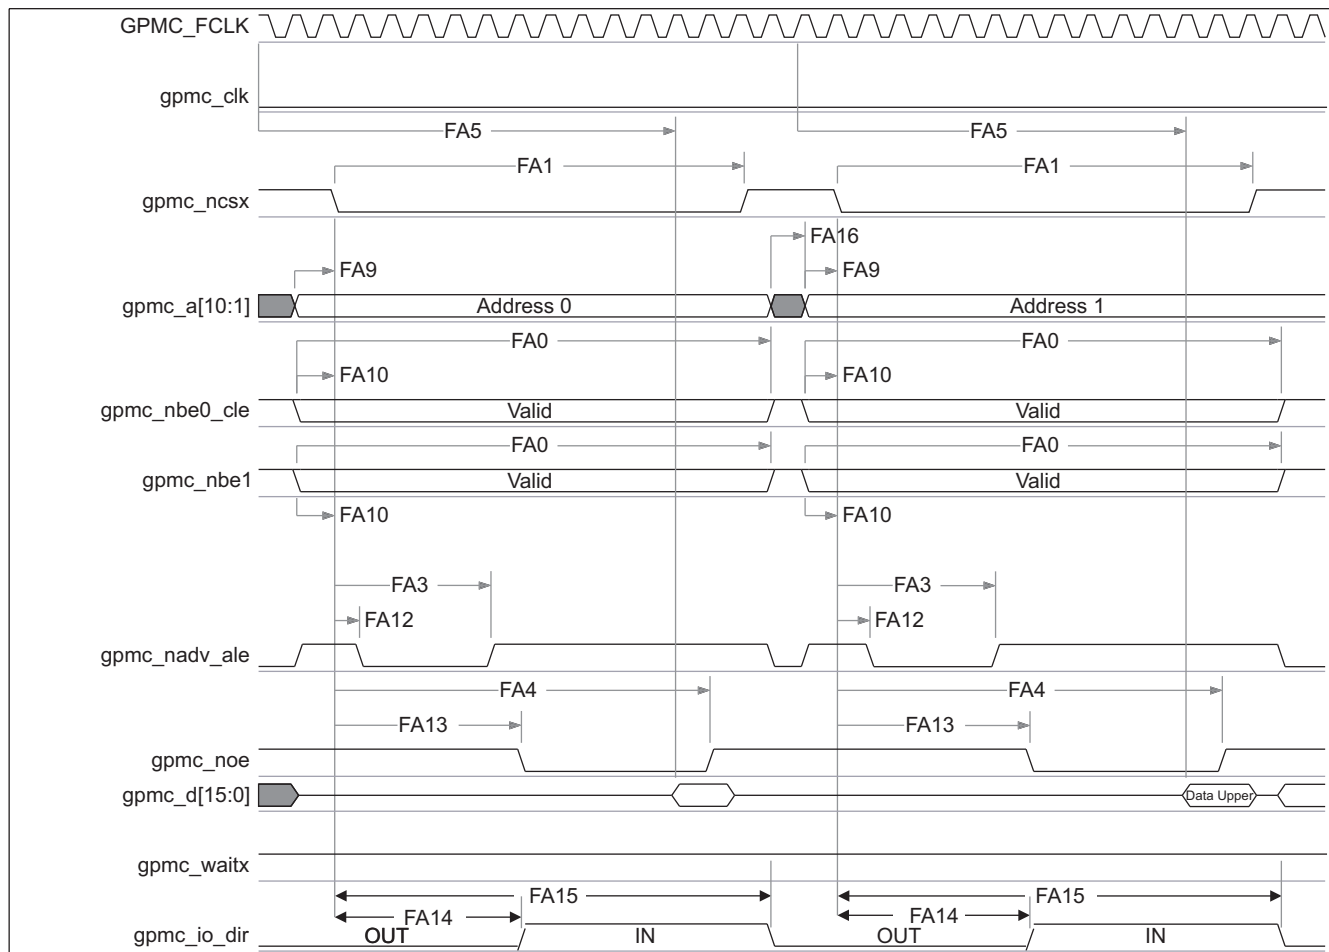 GPMC_FCLK
gpmc_clk
FA5 FA5
FA1 FA1
gpmc_ncsx
FA16
FA9 FA9
gpmc_a[10:1] Address 0 Address 1
FA0 FA0
FA10 FA10
gpmc_nbe0_cle Valid Valid
FA0 FA0
gpmc_nbe1 Valid Valid
FA10 FA10
FA3 FA3
FA12 FA12
gpmc_nadv_ale
FA4 FA4
FA13 FA13
gpmc_noe
gpmc_d[15:0] Data Upper
gpmc_waitx
FA15 FA15
FA14 FA14
gpmc_io_dir OUT IN OUT IN